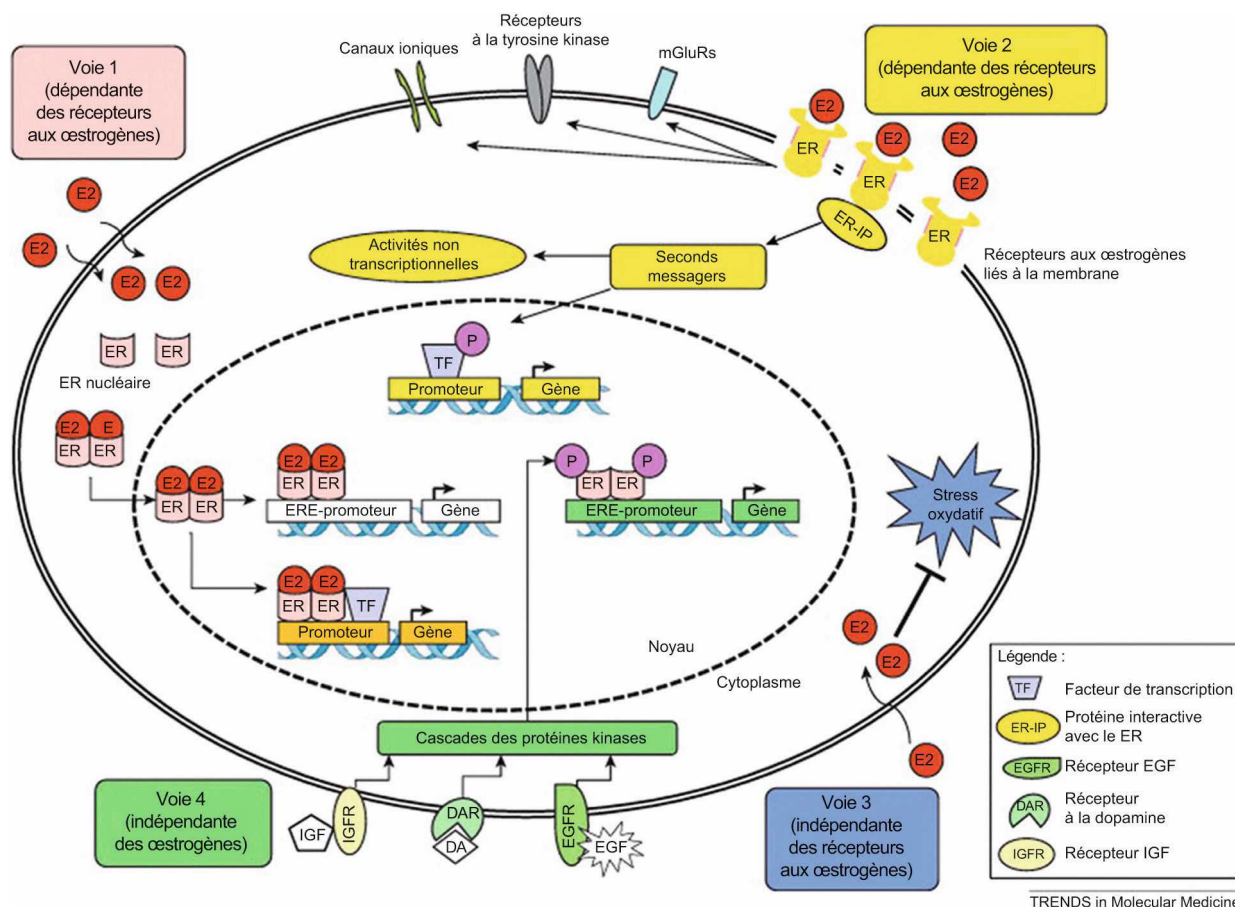 Voie 1
(dépendante
des récepteurs
aux œstrogènes)
Canaux ioniques
Récepteurs
à la tyrosine kinase
mGluRs
Voie 2
(dépendante des récepteurs
aux œstrogènes)
E2
E2
E2
E2
ER
ER
ER
ER-IP
Récepteurs aux œstrogènes
liés à la membrane
E2
E2
E2
E2
ER
ER
ER nucléaire
E2 E
ER ER
Activités non
transcriptionnelles
Seconds
messagers
P
TF
Promoteur
Gène
E2 E2
ER ER
E2 E2
ER ER
ERE-promoteur
Gène
P
P
ER ER
ERE-promoteur
Gène
E2 E2
ER ER
TF
Promoteur
Gène
Noyau
Cytoplasme
Stress
oxydatif
E2
E2
E2
Cascades des protéines kinases
Voie 4
(indépendante
des œstrogènes)
IGF
IGFR
DAR
DA
EGFR
EGF
Voie 3
(indépendante
des récepteurs
aux œstrogènes)
Légende :
TF
Facteur de transcription
ER-IP
Protéine interactive
avec le ER
EGFR
Récepteur EGF
DAR
Récepteur
à la dopamine
IGFR
Récepteur IGF
TRENDS in Molecular Medicine